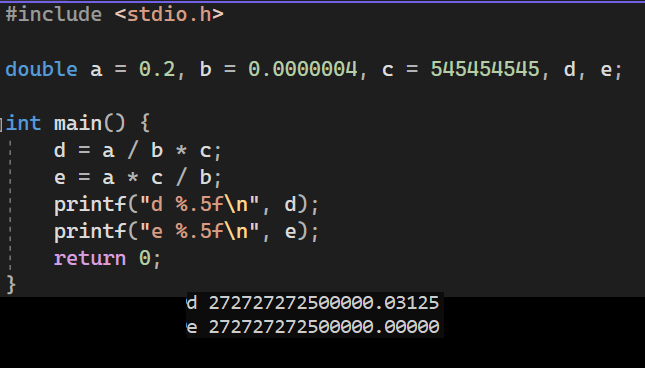 #include <stdio.h>
double a = 0.2, b = 0.0000004, c = 545454545, d, e;
int main() {
d = a / b * c;
e = a * c / b;
printf("d %.5f\n", d);
printf("e %.5f\n", e);
return 0;
}
d 272727272500000.03125
e 272727272500000.00000